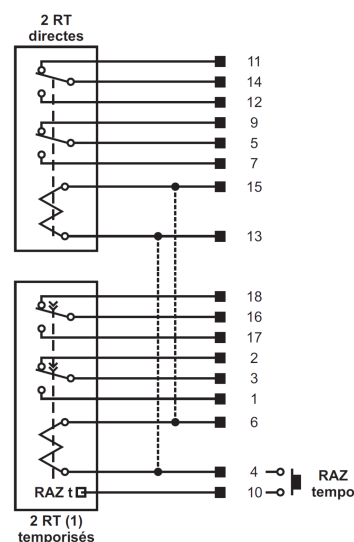 2 RT
directes
11
14
12
9
5
7
15
13
18
16
17
2
3
1
6
4
RAZ
tempo
RAZ t
10
2 RT (1)
temporisés